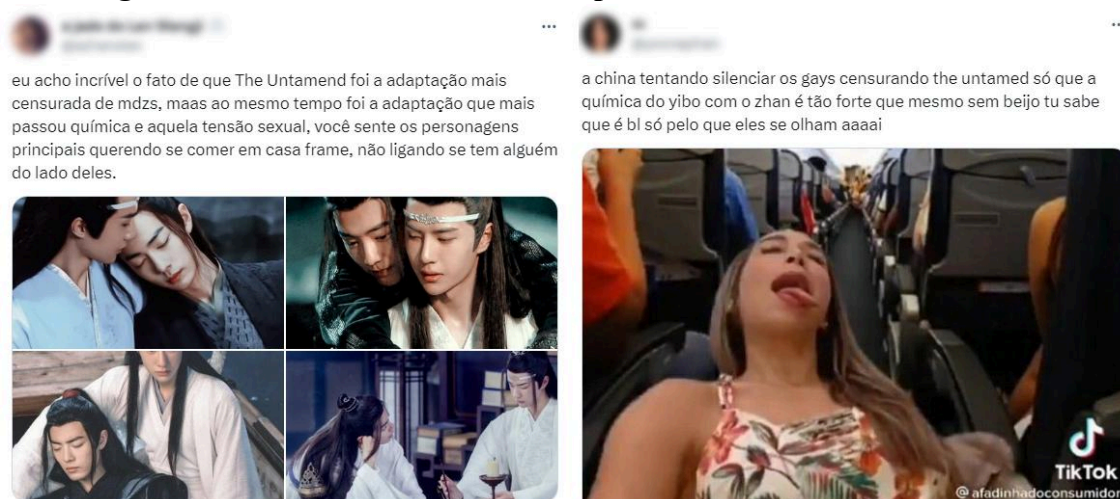 eu acho incrível o fato de que The Untamend foi a adaptação mais
censurada de mdzs, maas ao mesmo tempo foi a adaptação que mais
passou química e aquela tensão sexual, você sente os personagens
principais querendo se comer em casa frame, não ligando se tem alguém
do lado deles.
a china tentando silenciar os gays censurando the untamed só que a
química do yibo com o zhan é tão forte que mesmo sem beijo tu sabe
que é bl só pelo que eles se olham aaaai
TikTok
@afadinhadoconsumido